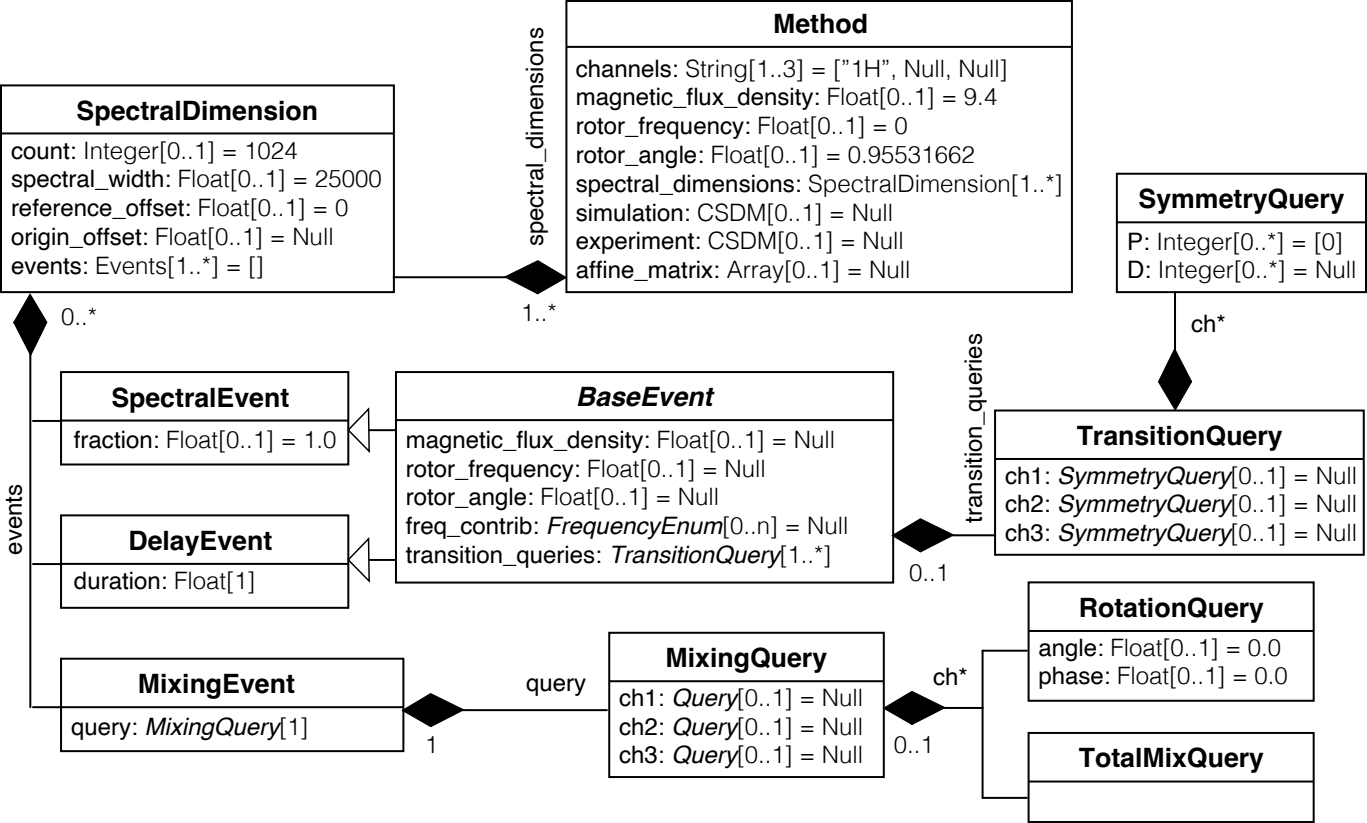 Method
channels: String[1..3] = ["1H", Null, Null]
magnetic_flux_density: Float[0..1] = 9.4
rotor_frequency: Float[0..1] = 0
rotor_angle: Float[0..1] = 0.95531662
spectral_dimensions: SpectralDimension[1..*]
simulation: CSDM[0..1] = Null
experiment: CSDM[0..1] = Null
affine_matrix: Array[0..1] = Null
spectral_dimensions
1..*
SpectralDimension
count: Integer[0..1] = 1024
spectral_width: Float[0..1] = 25000
reference_offset: Float[0..1] = 0
origin_offset: Float[0..1] = Null
events: Events[1..*] = []
0..*
events
SymmetryQuery
P: Integer[0..*] = [0]
D: Integer[0..*] = Null
ch*
SpectralEvent
fraction: Float[0..1] = 1.0
BaseEvent
magnetic_flux_density: Float[0..1] = Null
rotor_frequency: Float[0..1] = Null
rotor_angle: Float[0..1] = Null
freq_contrib: FrequencyEnum[0..n] = Null
transition_queries: TransitionQuery[1..*]
transition_queries
0..1
TransitionQuery
ch1: SymmetryQuery[0..1] = Null
ch2: SymmetryQuery[0..1] = Null
ch3: SymmetryQuery[0..1] = Null
DelayEvent
duration: Float[1]
MixingEvent
query: MixingQuery[1]
query
1
MixingQuery
ch1: Query[0..1] = Null
ch2: Query[0..1] = Null
ch3: Query[0..1] = Null
ch*
0..1
RotationQuery
angle: Float[0..1] = 0.0
phase: Float[0..1] = 0.0
TotalMixQuery